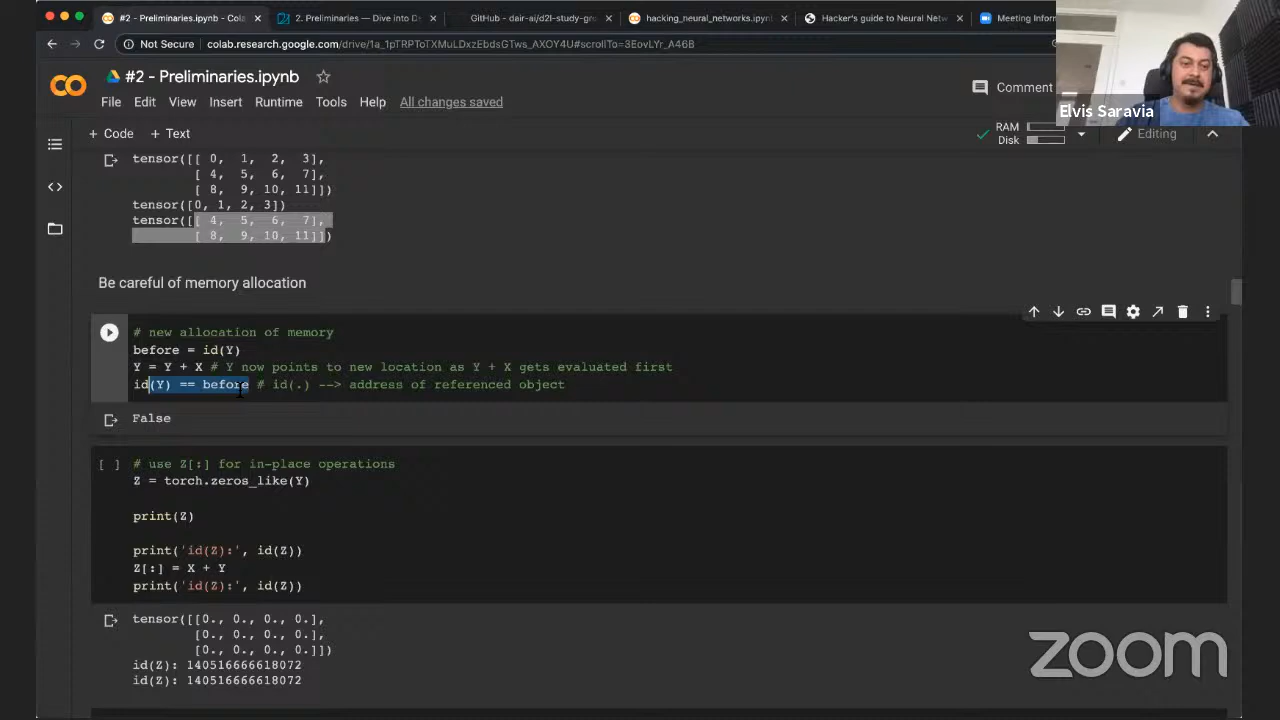 #2 - Preliminaries.ipynb - Cola
2. Preliminaries — Dive into D
GitHub - dair-ai/d2l-study-gro
hacking_neural_networks.ipynb
Hacker's guide to Neural Netw
Meeting Inform
Not Secure | colab.research.google.com/drive/1a_1pTRPToTXMuLDxzEbdsGTws_AXOY4U#scrollTo=3EovLYr_A46B
#2 - Preliminaries.ipynb
Comment
Elvis Saravia
File Edit View Insert Runtime Tools Help All changes saved
+ Code + Text
RAM
Disk
Editing
tensor([[ 0, 1, 2, 3],
[ 4, 5, 6, 7],
[ 8, 9, 10, 11]])
tensor([0, 1, 2, 3])
tensor([[ 4, 5, 6, 7],
[ 8, 9, 10, 11]])
Be careful of memory allocation
# new allocation of memory
before = id(Y)
Y = Y + X # Y now points to new location as Y + X gets evaluated first
id(Y) == before # id(.) --> address of referenced object
False
[ ] # use Z[:] for in-place operations
Z = torch.zeros_like(Y)
print(Z)
print('id(Z):', id(Z))
Z[:] = X + Y
print('id(Z):', id(Z))
tensor([[0., 0., 0., 0.],
[0., 0., 0., 0.],
[0., 0., 0., 0.]])
id(Z): 140516666618072
id(Z): 140516666618072
zoom